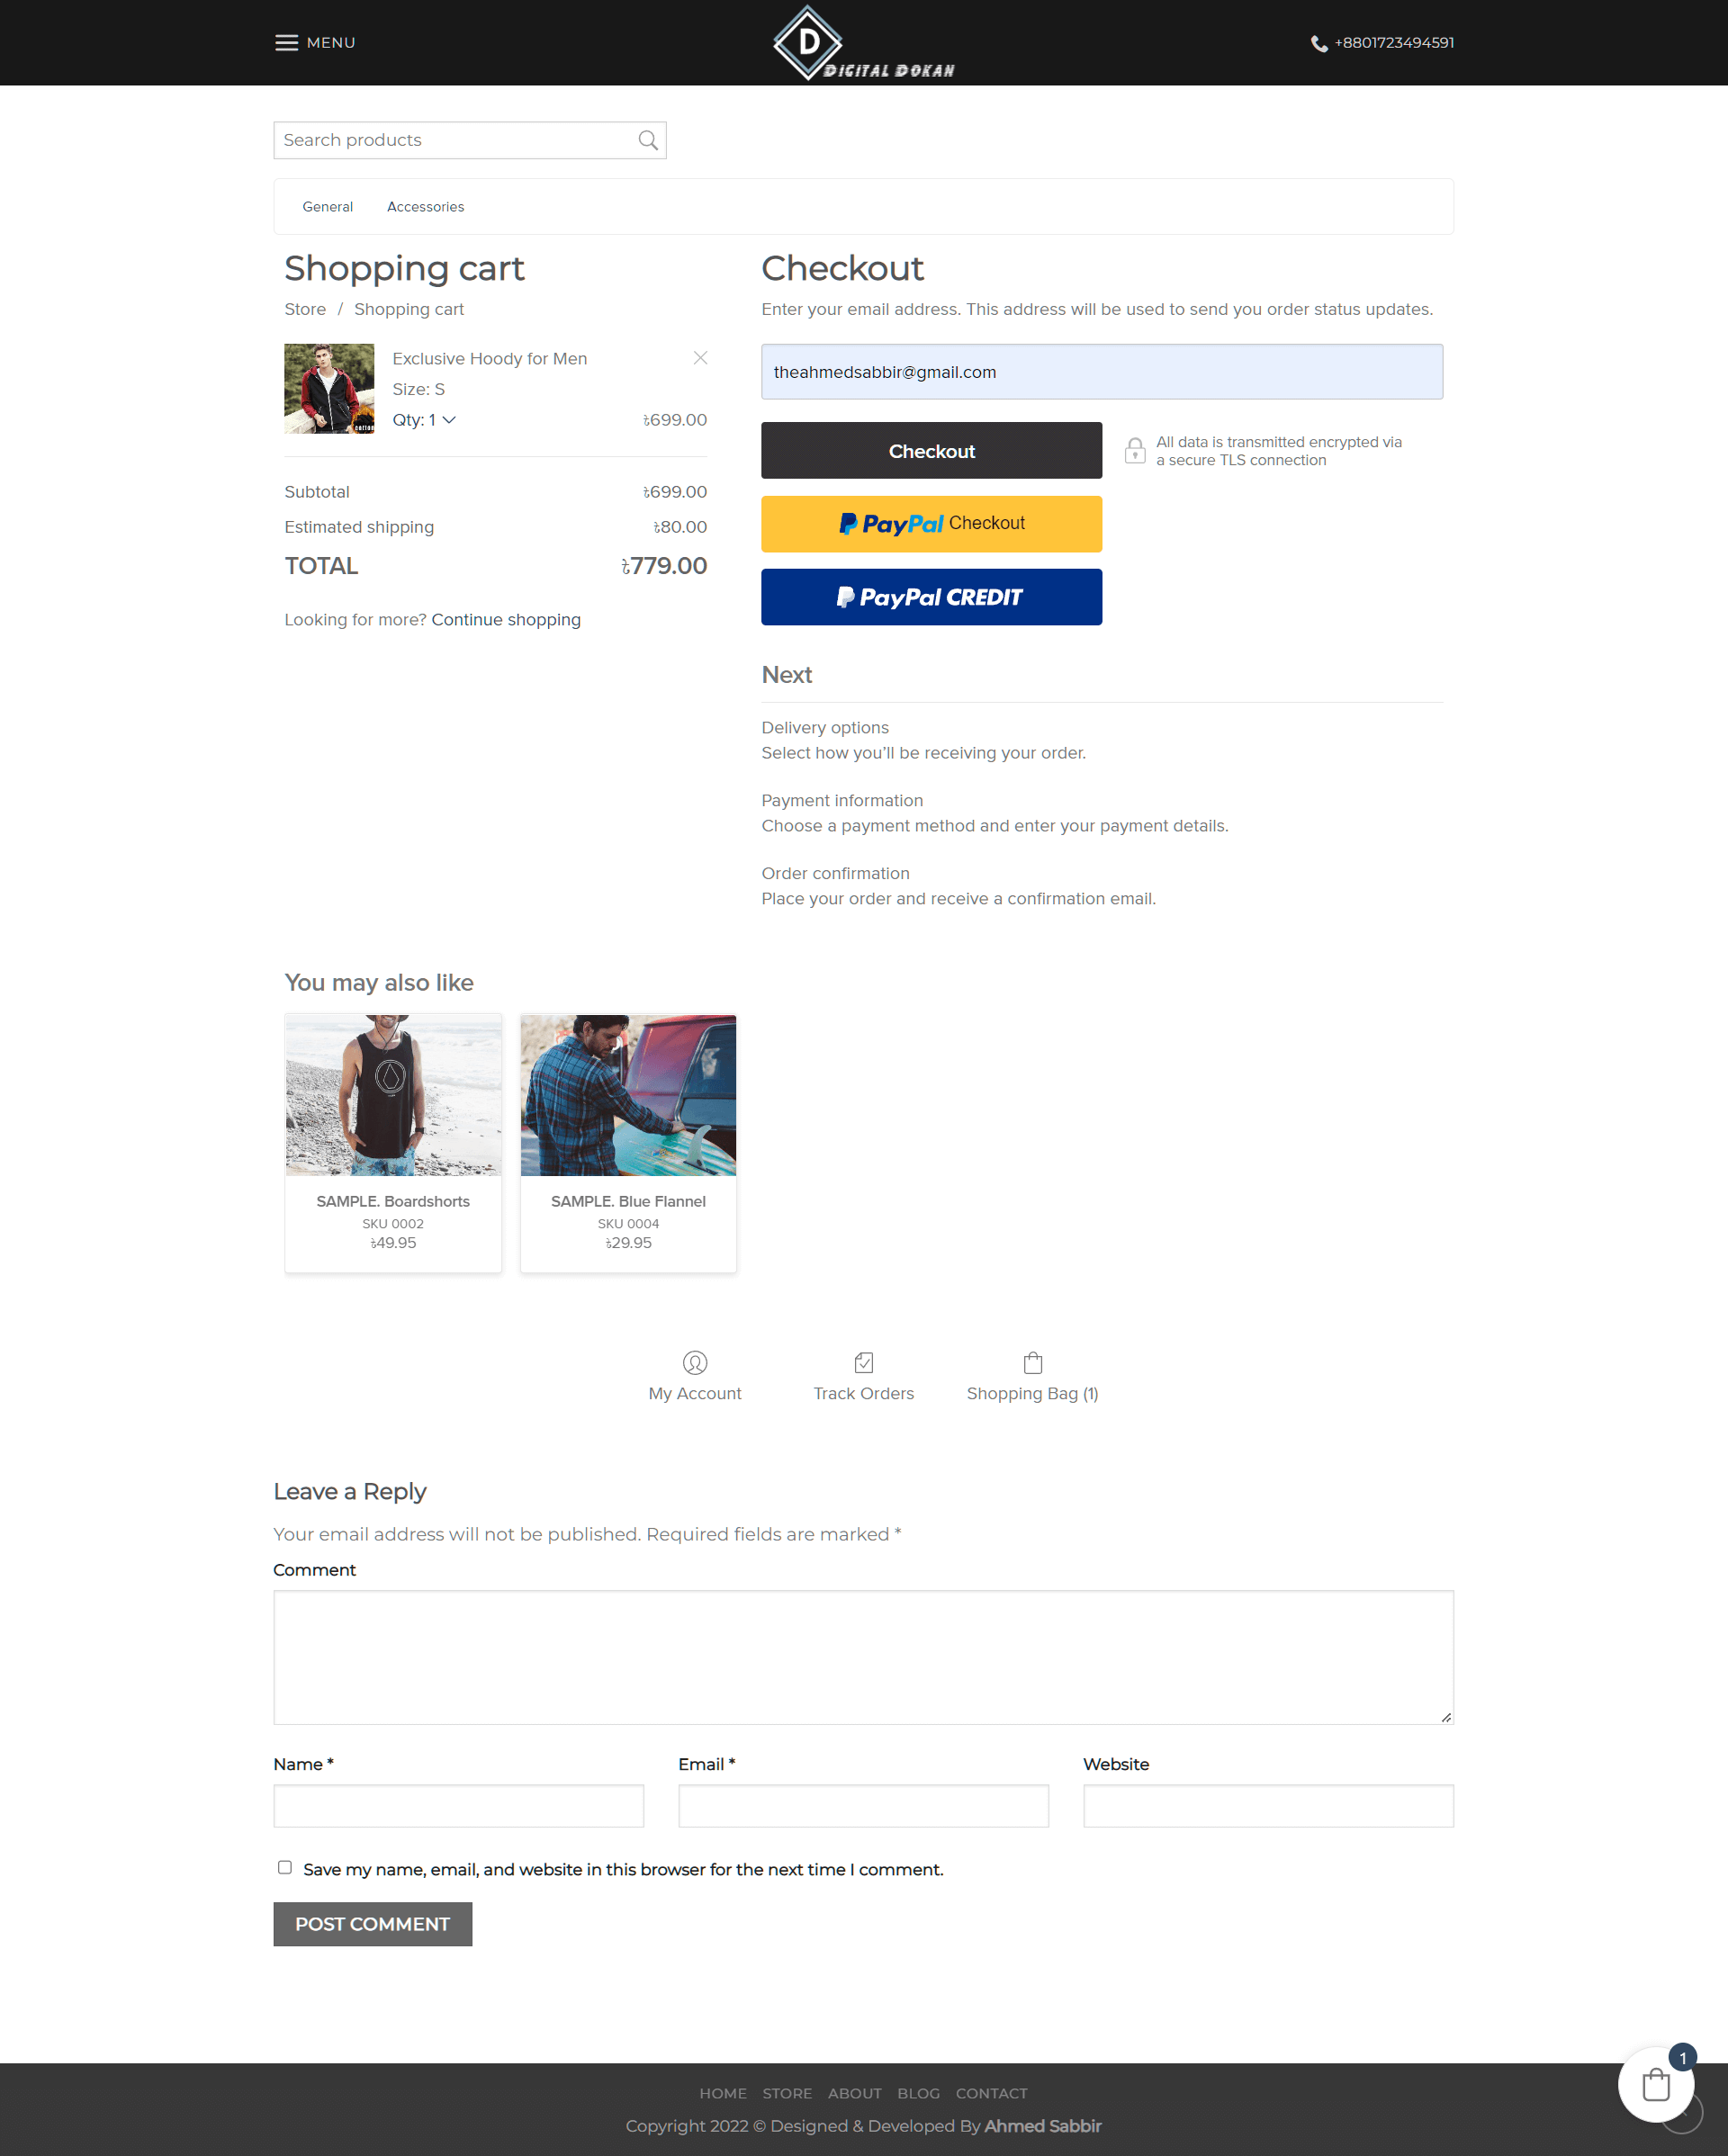 MENU
D
DIGITAL DOKAN
+8801723494591
Search products
General
Accessories
Shopping cart
Store / Shopping cart
Exclusive Hoody for Men
Size: S
Qty: 1
৳699.00
Subtotal
৳699.00
Estimated shipping
৳80.00
TOTAL
৳779.00
Looking for more? Continue shopping
Checkout
Enter your email address. This address will be used to send you order status updates.
theahmedsabbir@gmail.com
Checkout
All data is transmitted encrypted via
a secure TLS connection
PayPal Checkout
PayPal CREDIT
Next
Delivery options
Select how you’ll be receiving your order.
Payment information
Choose a payment method and enter your payment details.
Order confirmation
Place your order and receive a confirmation email.
You may also like
SAMPLE. Boardshorts
SKU 0002
৳49.95
SAMPLE. Blue Flannel
SKU 0004
৳29.95
My Account
Track Orders
Shopping Bag (1)
Leave a Reply
Your email address will not be published. Required fields are marked *
Comment
Name *
Email *
Website
Save my name, email, and website in this browser for the next time I comment.
POST COMMENT
1
HOME STORE ABOUT BLOG CONTACT
Copyright 2022 © Designed & Developed By Ahmed Sabbir